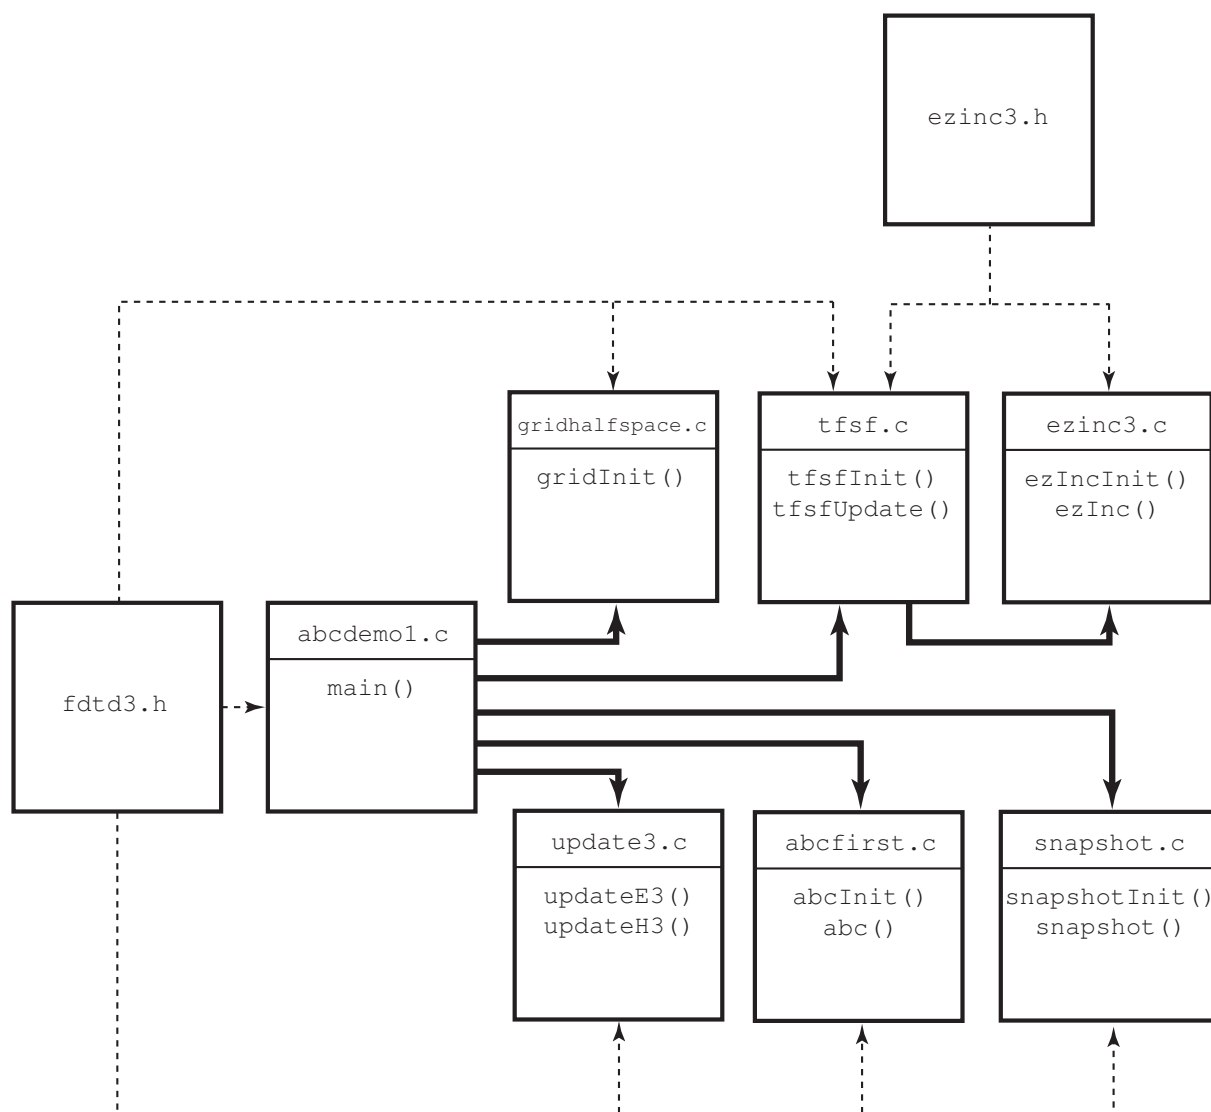 ezinc3.h
gridhalfspace.c
gridInit()
tfsf.c
tfsfInit()
tfsfUpdate()
ezinc3.c
ezIncInit()
ezInc()
fdtd3.h
abcdemo1.c
main()
update3.c
updateE3()
updateH3()
abcfirst.c
abcInit()
abc()
snapshot.c
snapshotInit()
snapshot()